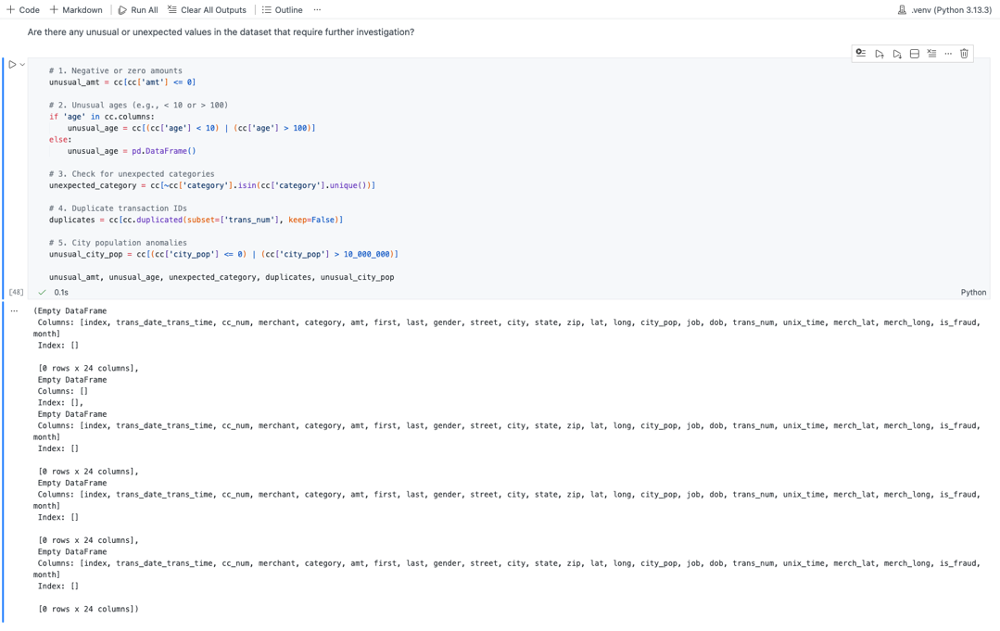 + Code + Markdown | Run All Clear All Outputs | Outline ... .venv (Python 3.13.3)
Are there any unusual or unexpected values in the dataset that require further investigation?
# 1. Negative or zero amounts
unusual_amt = cc[cc['amt'] <= 0]
# 2. Unusual ages (e.g., < 10 or > 100)
if 'age' in cc.columns:
    unusual_age = cc[(cc['age'] < 10) | (cc['age'] > 100)]
else:
    unusual_age = pd.DataFrame()
# 3. Check for unexpected categories
unexpected_category = cc[~cc['category'].isin(cc['category'].unique())]
# 4. Duplicate transaction IDs
duplicates = cc[cc.duplicated(subset=['trans_num'], keep=False)]
# 5. City population anomalies
unusual_city_pop = cc[(cc['city_pop'] <= 0) | (cc['city_pop'] > 10_000_000)]
unusual_amt, unusual_age, unexpected_category, duplicates, unusual_city_pop
[48] ✓ 0.1s Python
... (Empty DataFrame
Columns: [index, trans_date_trans_time, cc_num, merchant, category, amt, first, last, gender, street, city, state, zip, lat, long, city_pop, job, dob, trans_num, unix_time, merch_lat, merch_long, is_fraud,
month]
Index: []
[0 rows x 24 columns],
Empty DataFrame
Columns: []
Index: [],
Empty DataFrame
Columns: [index, trans_date_trans_time, cc_num, merchant, category, amt, first, last, gender, street, city, state, zip, lat, long, city_pop, job, dob, trans_num, unix_time, merch_lat, merch_long, is_fraud,
month]
Index: []
[0 rows x 24 columns],
Empty DataFrame
Columns: [index, trans_date_trans_time, cc_num, merchant, category, amt, first, last, gender, street, city, state, zip, lat, long, city_pop, job, dob, trans_num, unix_time, merch_lat, merch_long, is_fraud,
month]
Index: []
[0 rows x 24 columns],
Empty DataFrame
Columns: [index, trans_date_trans_time, cc_num, merchant, category, amt, first, last, gender, street, city, state, zip, lat, long, city_pop, job, dob, trans_num, unix_time, merch_lat, merch_long, is_fraud,
month]
Index: []
[0 rows x 24 columns])